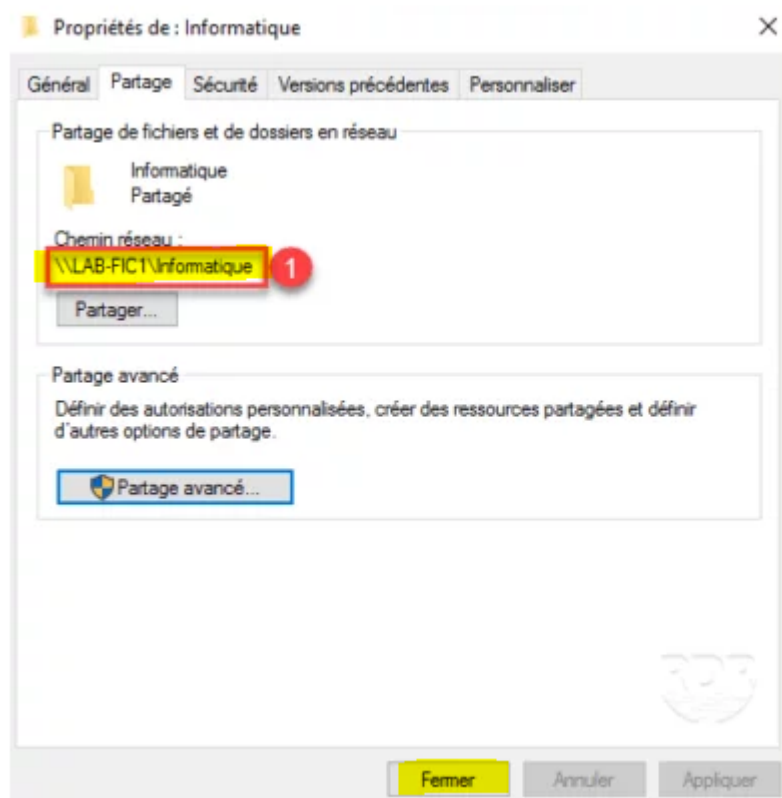 Propriétés de : Informatique
Général Partage Sécurité Versions précédentes Personnaliser
Partage de fichiers et de dossiers en réseau
Informatique
Partagé
Chemin réseau :
\\LAB-FIC1\Informatique
1
Partager...
Partage avancé
Définir des autorisations personnalisées, créer des ressources partagées et définir
d'autres options de partage.
Partage avancé...
Fermer Annuler Appliquer